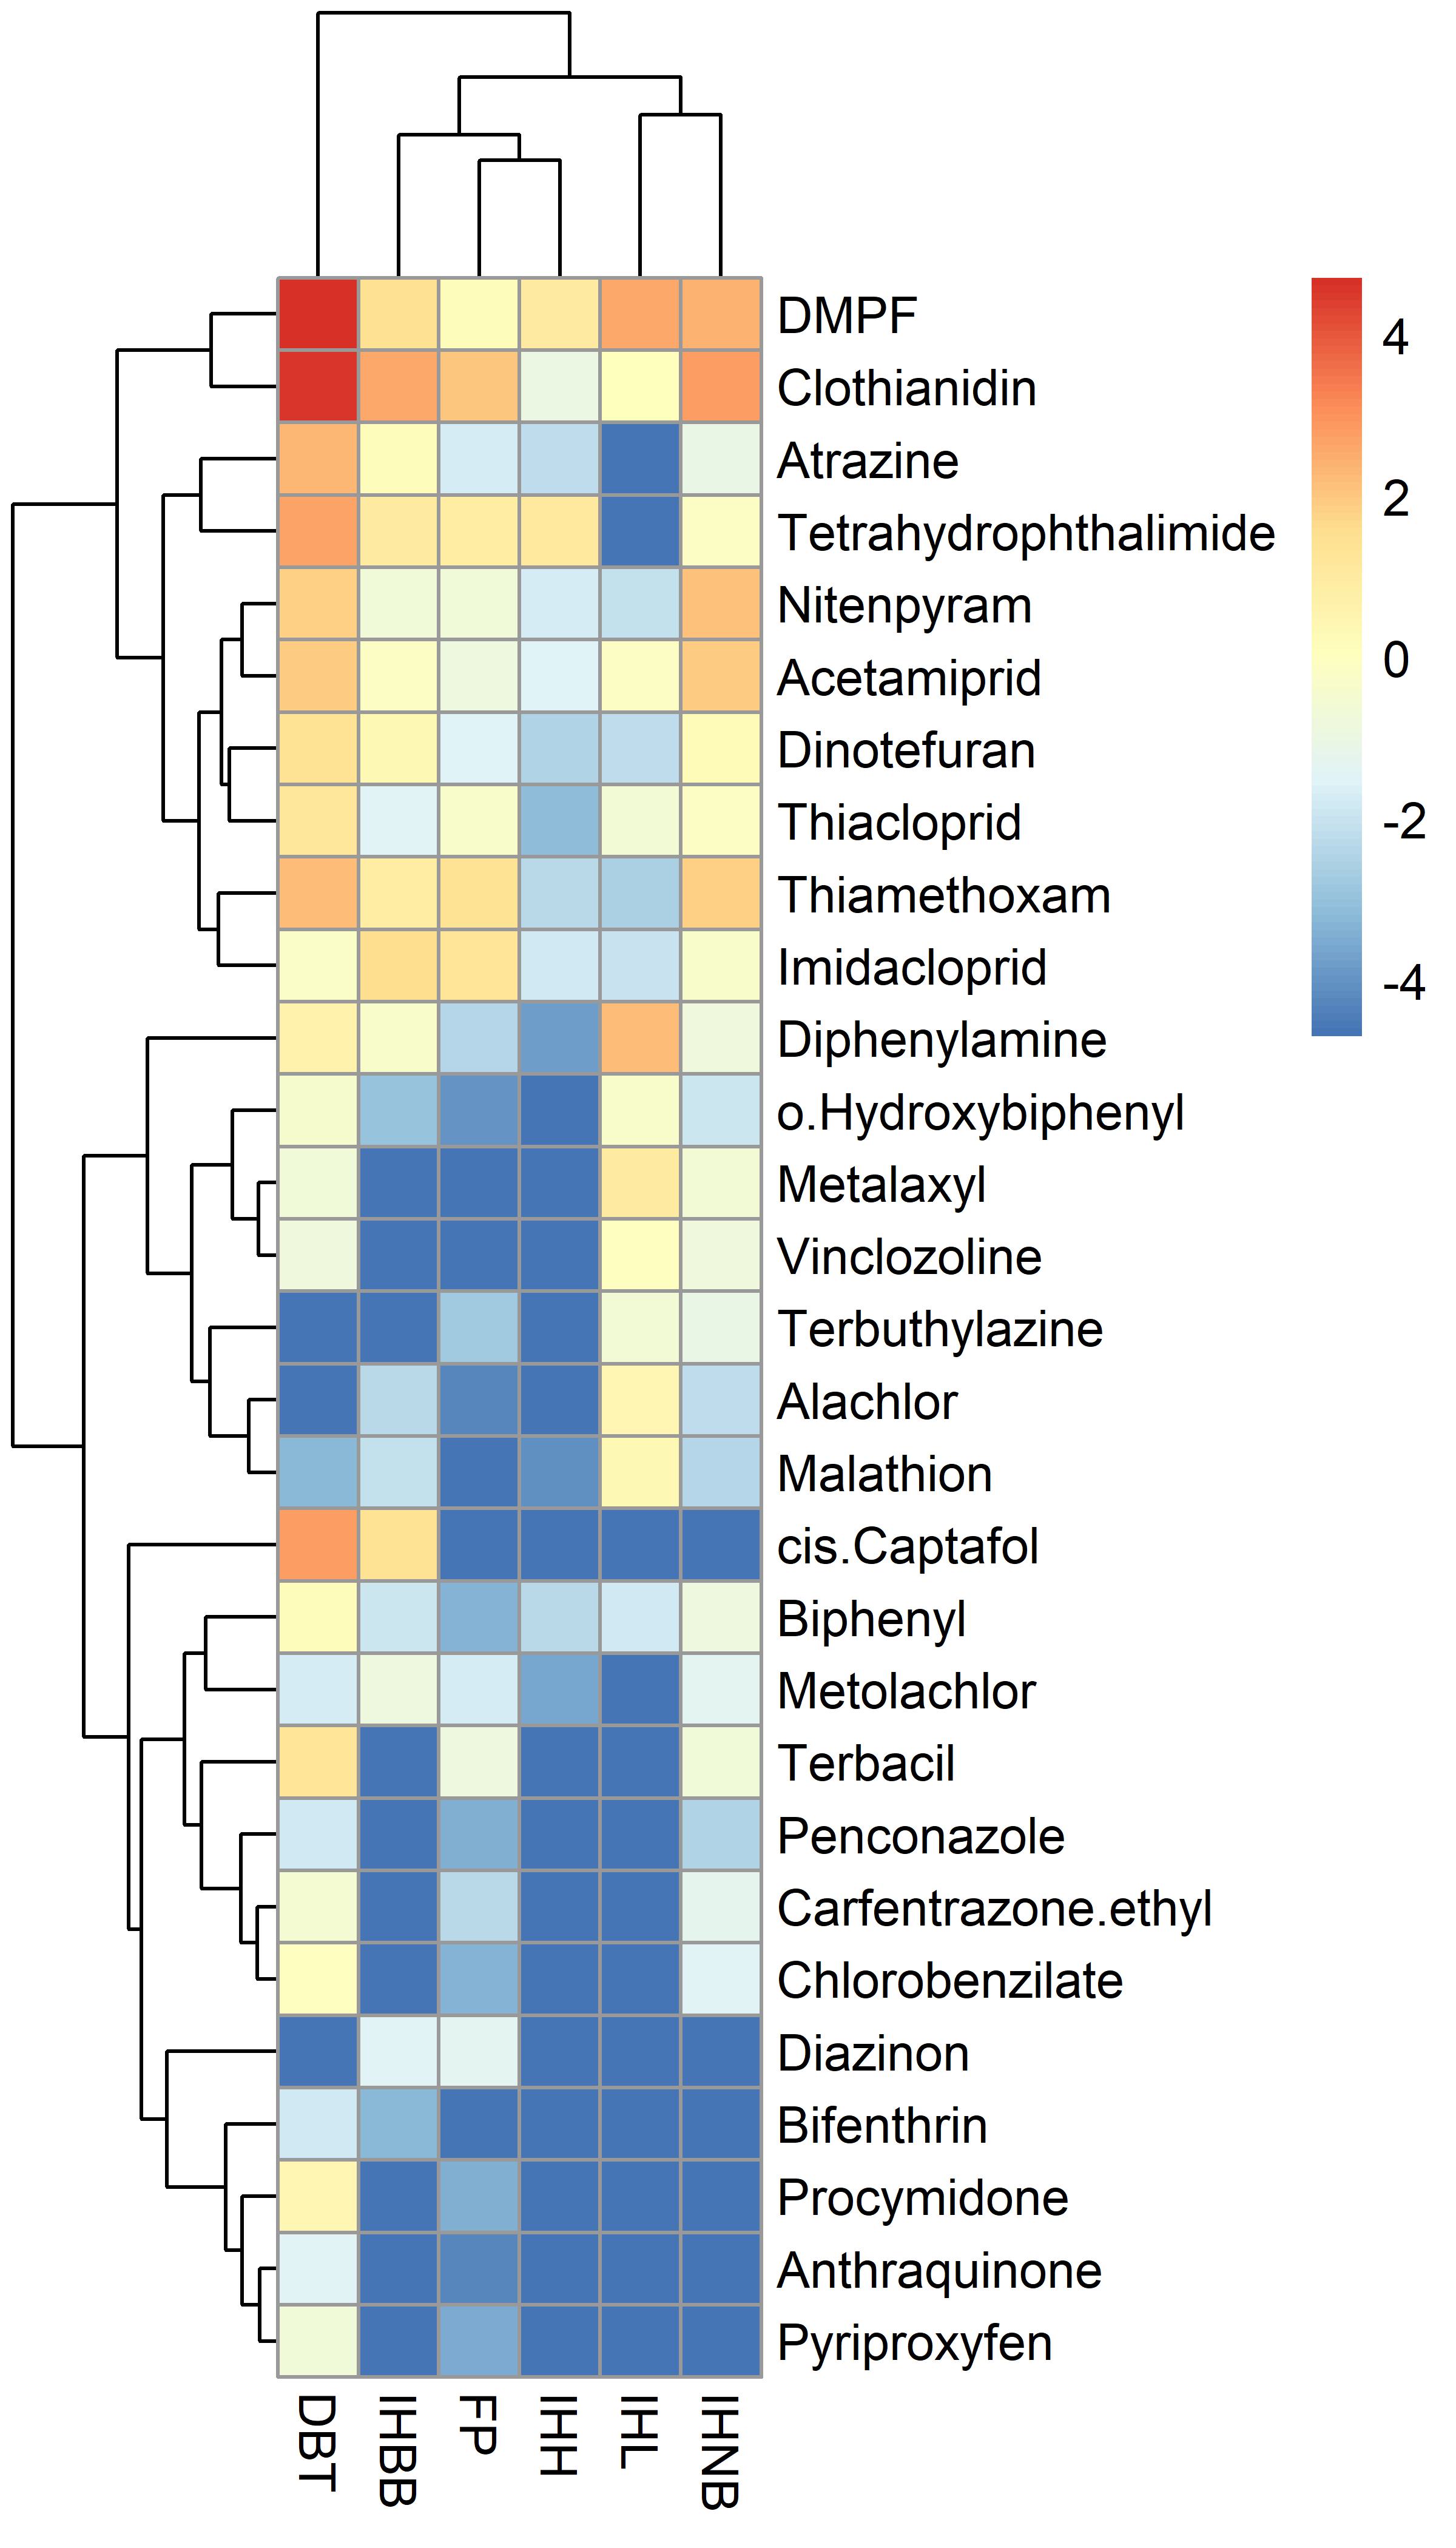 DMPF
Clothianidin
Atrazine
Tetrahydrophthalimide
Nitenpyram
Acetamiprid
Dinotefuran
Thiacloprid
Thiamethoxam
Imidacloprid
Diphenylamine
o.Hydroxybiphenyl
Metalaxyl
Vinclozoline
Terbuthylazine
Alachlor
Malathion
cis.Captafol
Biphenyl
Metolachlor
Terbacil
Penconazole
Carfentrazone.ethyl
Chlorobenzilate
Diazinon
Bifenthrin
Procymidone
Anthraquinone
Pyriproxyfen
4
2
0
-2
-4
DBT
IHBB
FP
IHH
IHL
IHNB